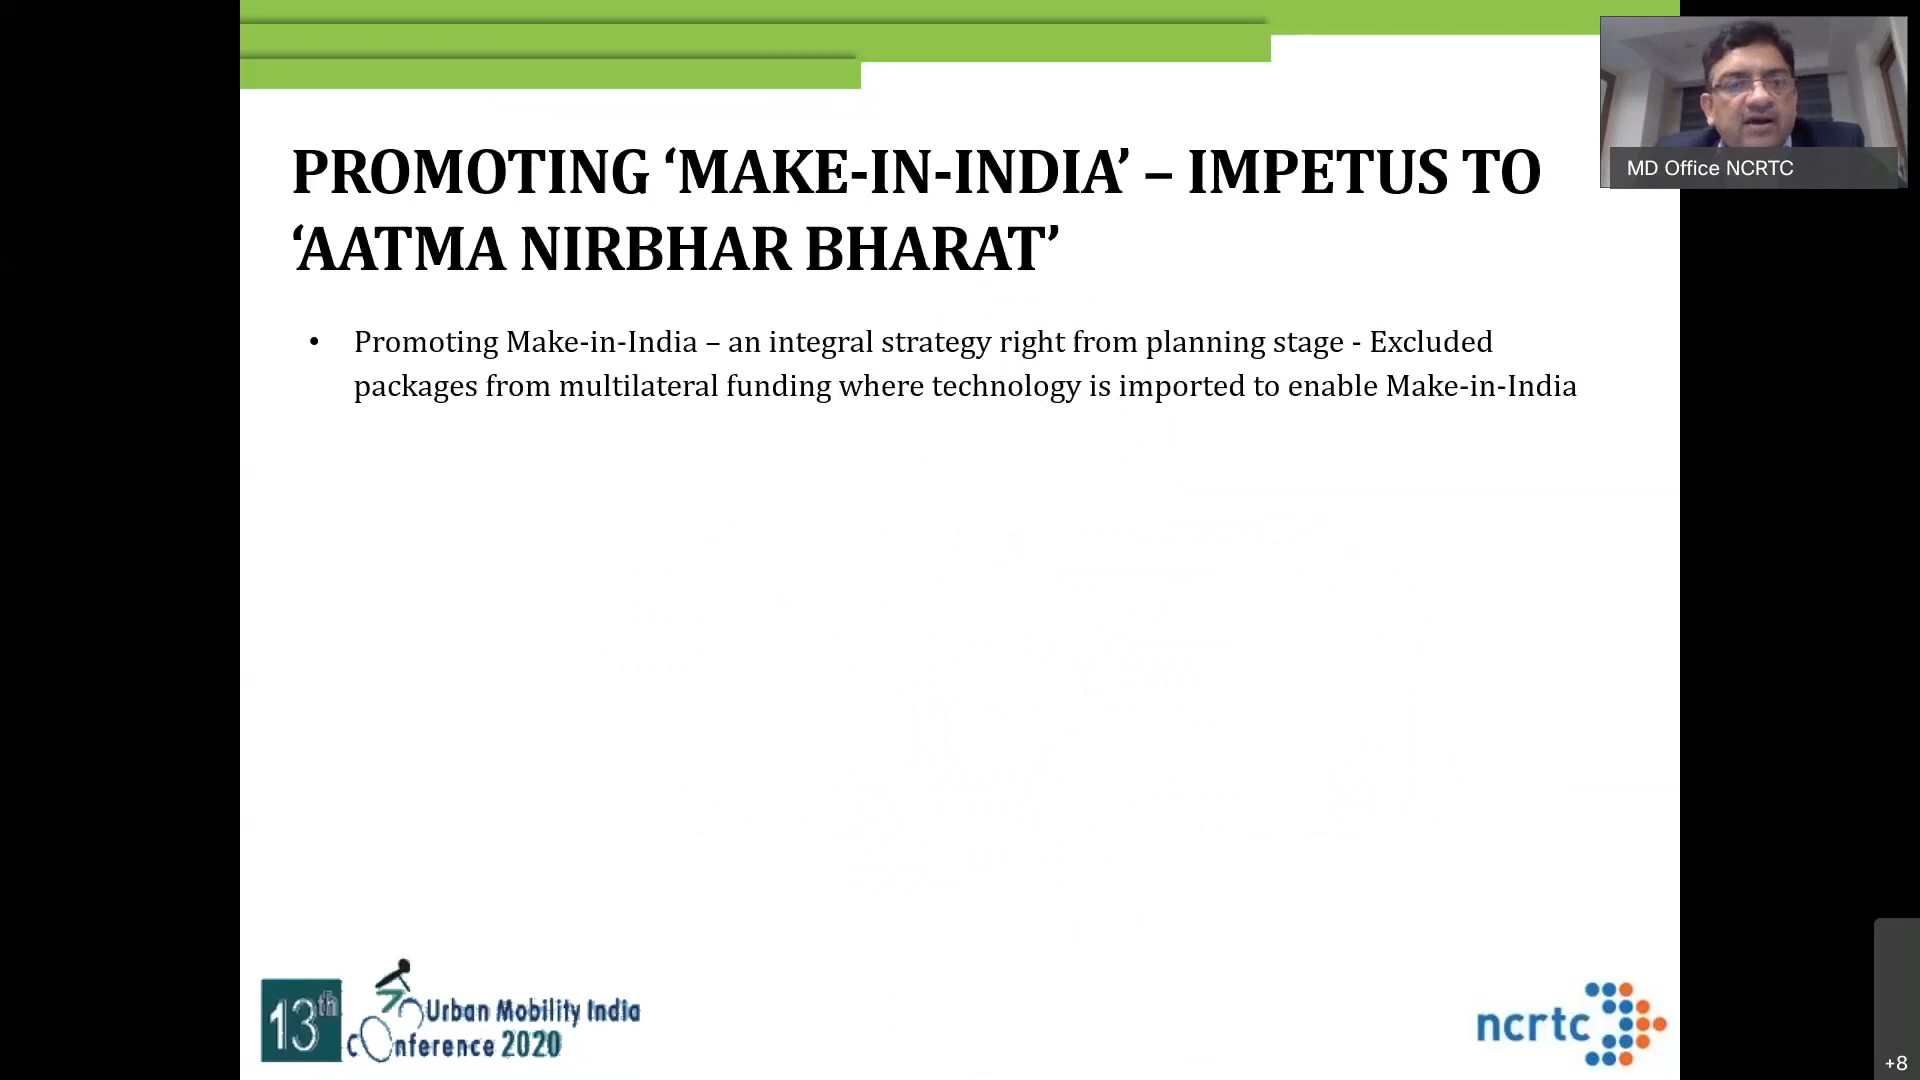 PROMOTING ‘MAKE-IN-INDIA’ – IMPETUS TO
‘AATMA NIRBHAR BHARAT’
• Promoting Make-in-India – an integral strategy right from planning stage - Excluded
packages from multilateral funding where technology is imported to enable Make-in-India
MD Office NCRTC
13th
Urban Mobility India
Conference 2020
ncrtc
+8